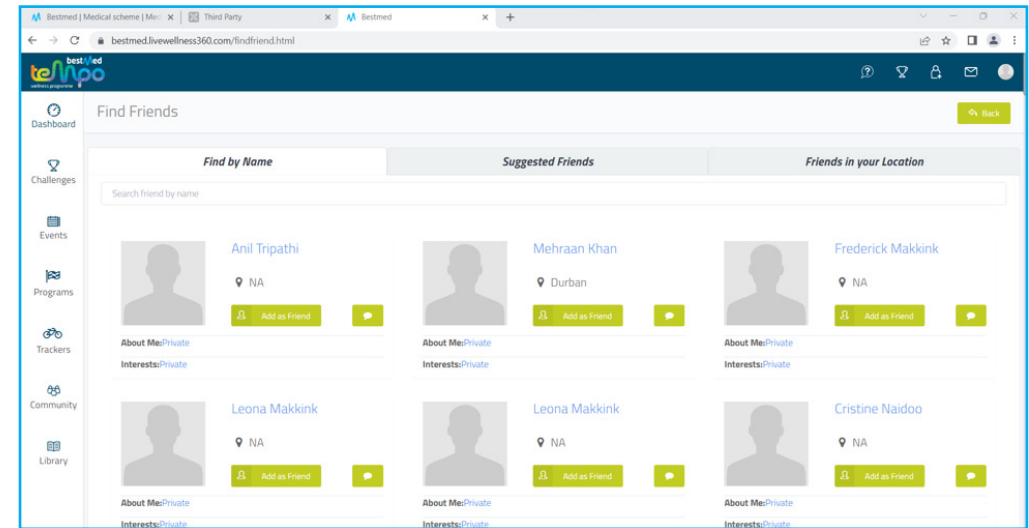 Bestmed | Medical scheme | Med
Third Party
Bestmed
bestmed.livewellness360.com/findfriend.html
bestMed
tempo
wellness programme
Dashboard
Challenges
Events
Programs
Trackers
Community
Library
Find Friends
Back
Find by Name
Suggested Friends
Friends in your Location
Search friend by name
Anil Tripathi
NA
Add as Friend
About Me:Private
Interests:Private
Mehraan Khan
Durban
Add as Friend
About Me:Private
Interests:Private
Frederick Makkink
NA
Add as Friend
About Me:Private
Interests:Private
Leona Makkink
NA
Add as Friend
About Me:Private
Interests:Private
Leona Makkink
NA
Add as Friend
About Me:Private
Interests:Private
Cristine Naidoo
NA
Add as Friend
About Me:Private
Interests:Private